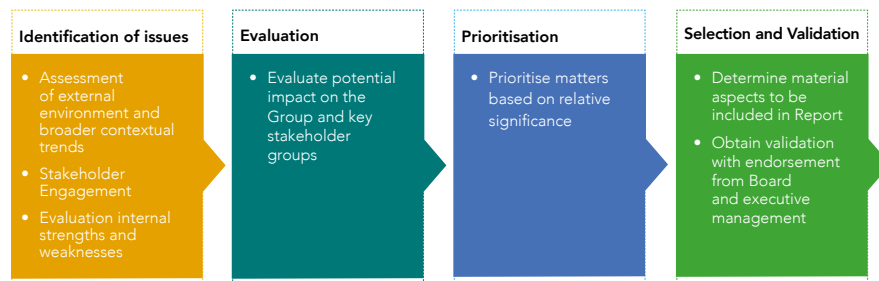 Identification of issues
• Assessment
of external
environment and
broader contextual
trends
• Stakeholder
Engagement
• Evaluation internal
strengths and
weaknesses
Evaluation
• Evaluate potential
impact on the
Group and key
stakeholder
groups
Prioritisation
• Prioritise matters
based on relative
significance
Selection and Validation
• Determine material
aspects to be
included in Report
• Obtain validation
with endorsement
from Board
and executive
management